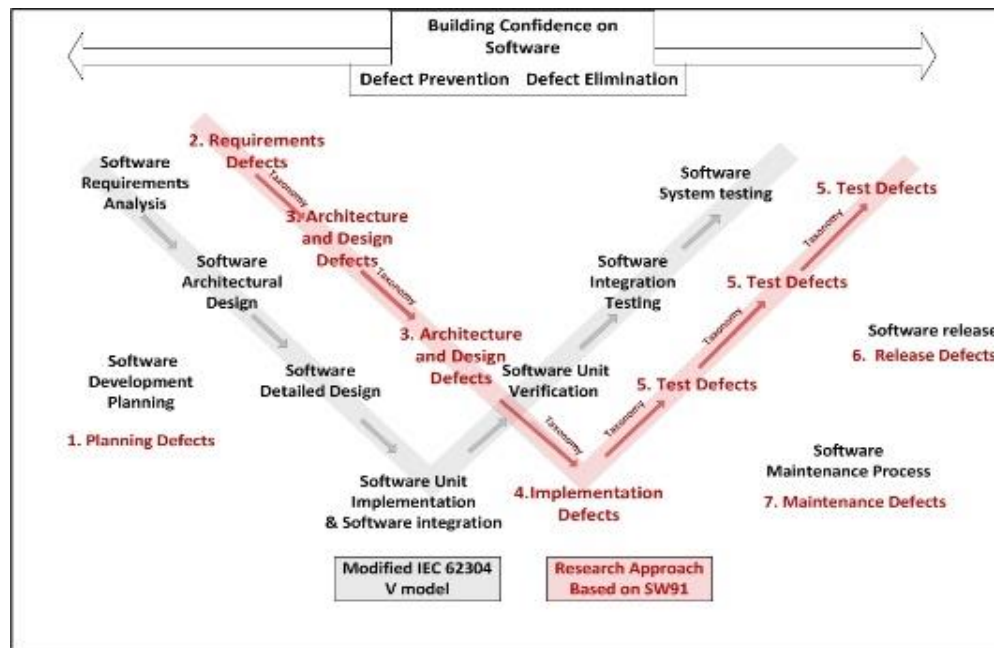 Building Confidence on
Software
Defect Prevention Defect Elimination
2. Requirements
Defects
Software
Requirements
Analysis
Taxonomy
3. Architecture
and Design
Defects
Software
Architectural
Design
Taxonomy
3. Architecture
and Design
Defects
Software
Detailed Design
Software
Development
Planning
1. Planning Defects
Taxonomy
Software Unit
Implementation
& Software integration
4.Implementation
Defects
Software Unit
Verification
Software
Integration
Testing
Software
System testing
Taxonomy
5. Test Defects
Taxonomy
5. Test Defects
Taxonomy
5. Test Defects
Software release
6. Release Defects
Software
Maintenance Process
7. Maintenance Defects
Modified IEC 62304
V model
Research Approach
Based on SW91